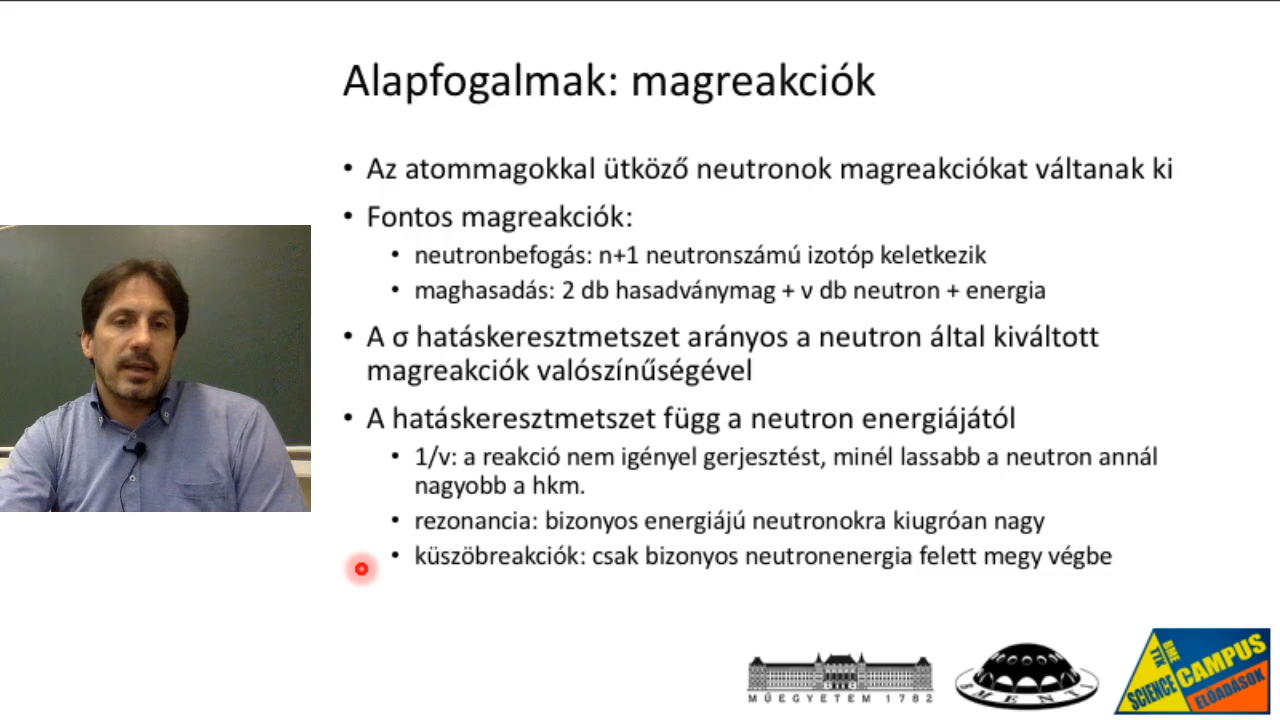 Alapfogalmak: magreakciók
• Az atommagokkal ütköző neutronok magreakciókat váltanak ki
• Fontos magreakciók:
• neutronbefogás: n+1 neutronszámú izotóp keletkezik
• maghasadás: 2 db hasadványmag + ν db neutron + energia
• A σ hatáskeresztmetszet arányos a neutron által kiváltott
magreakciók valószínűségével
• A hatáskeresztmetszet függ a neutron energiájától
• 1/v: a reakció nem igényel gerjesztést, minél lassabb a neutron annál
nagyobb a hkm.
• rezonancia: bizonyos energiájú neutronokra kiugróan nagy
• küszöbreakciók: csak bizonyos neutronenergia felett megy végbe
MŰEGYETEM 1782
SMENTI
BME
TTK
SCIENCE
CAMPUS
ELŐADÁSOK